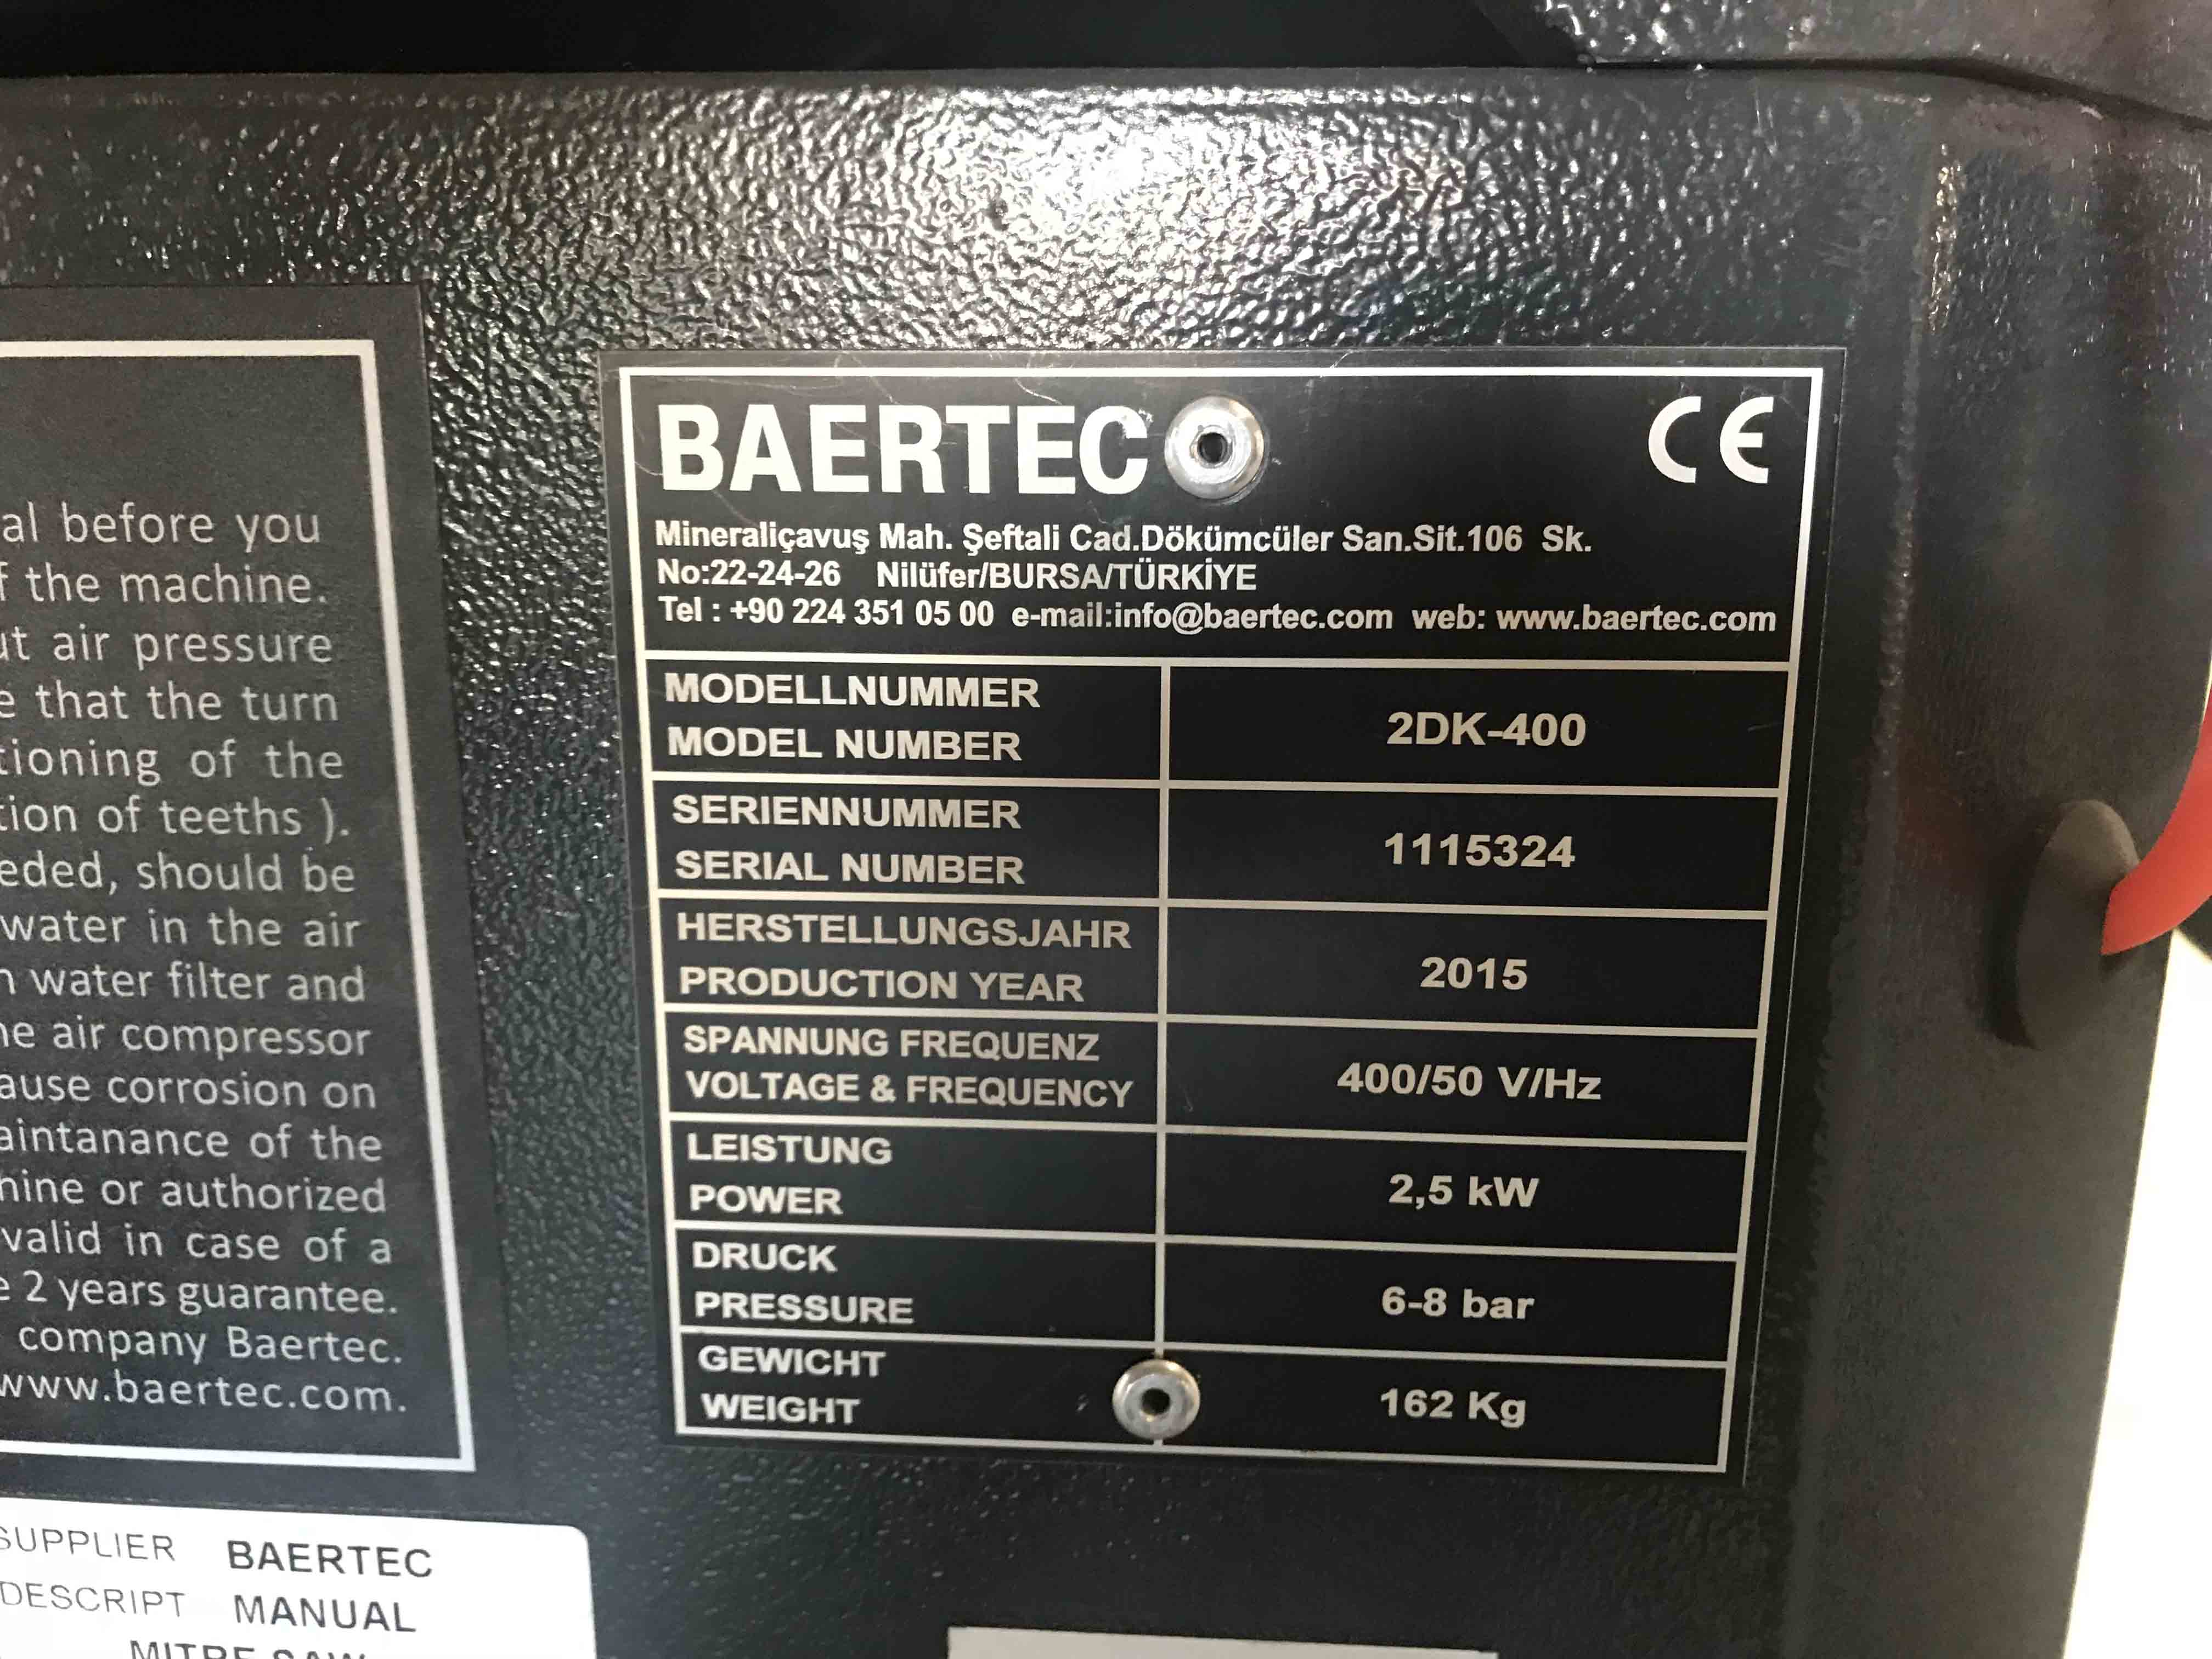 al before you
f the machine.
ut air pressure
e that the turn
tioning of the
tion of teeths ).
eded, should be
water in the air
n water filter and
he air compressor
ause corrosion on
aintanance of the
hine or authorized
valid in case of a
e 2 years guarantee.
company Baertec.
www.baertec.com.
BAERTEC
CE
Mineraliçavuş Mah. Şeftali Cad.Dökümcüler San.Sit.106 Sk.
No:22-24-26 Nilüfer/BURSA/TÜRKİYE
Tel : +90 224 351 05 00 e-mail:info@baertec.com web: www.baertec.com
MODELLNUMMER
MODEL NUMBER
2DK-400
SERIENNUMMER
SERIAL NUMBER
1115324
HERSTELLUNGSJAHR
PRODUCTION YEAR
2015
SPANNUNG FREQUENZ
VOLTAGE & FREQUENCY
400/50 V/Hz
LEISTUNG
POWER
2,5 kW
DRUCK
PRESSURE
6-8 bar
GEWICHT
WEIGHT
162 Kg
SUPPLIER BAERTEC
DESCRIPT MANUAL
MITRE SAW